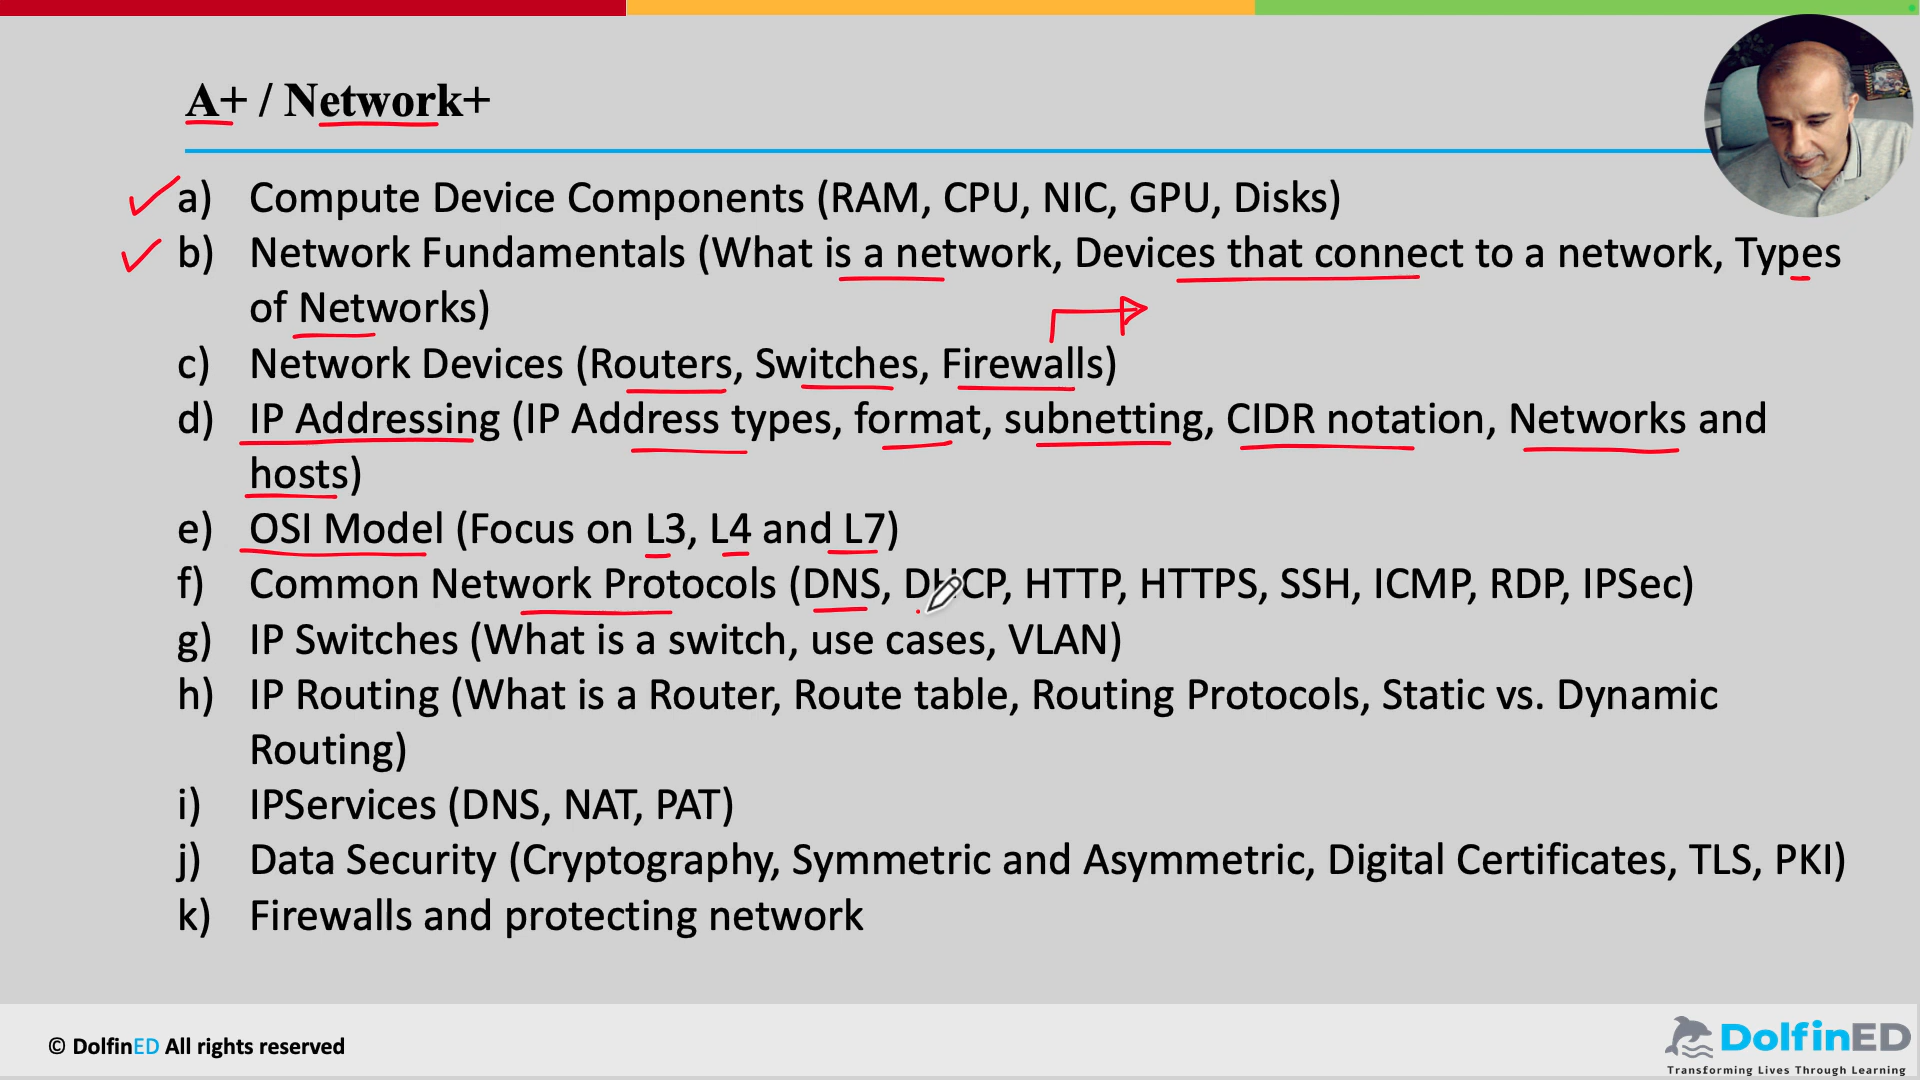 A+ / Network+
a) Compute Device Components (RAM, CPU, NIC, GPU, Disks)
b) Network Fundamentals (What is a network, Devices that connect to a network, Types
of Networks)
c) Network Devices (Routers, Switches, Firewalls)
d) IP Addressing (IP Address types, format, subnetting, CIDR notation, Networks and
hosts)
e) OSI Model (Focus on L3, L4 and L7)
f) Common Network Protocols (DNS, DHCP, HTTP, HTTPS, SSH, ICMP, RDP, IPSec)
g) IP Switches (What is a switch, use cases, VLAN)
h) IP Routing (What is a Router, Route table, Routing Protocols, Static vs. Dynamic
Routing)
i) IPServices (DNS, NAT, PAT)
j) Data Security (Cryptography, Symmetric and Asymmetric, Digital Certificates, TLS, PKI)
k) Firewalls and protecting network
© DolfinED All rights reserved
DolfinED
Transforming Lives Through Learning